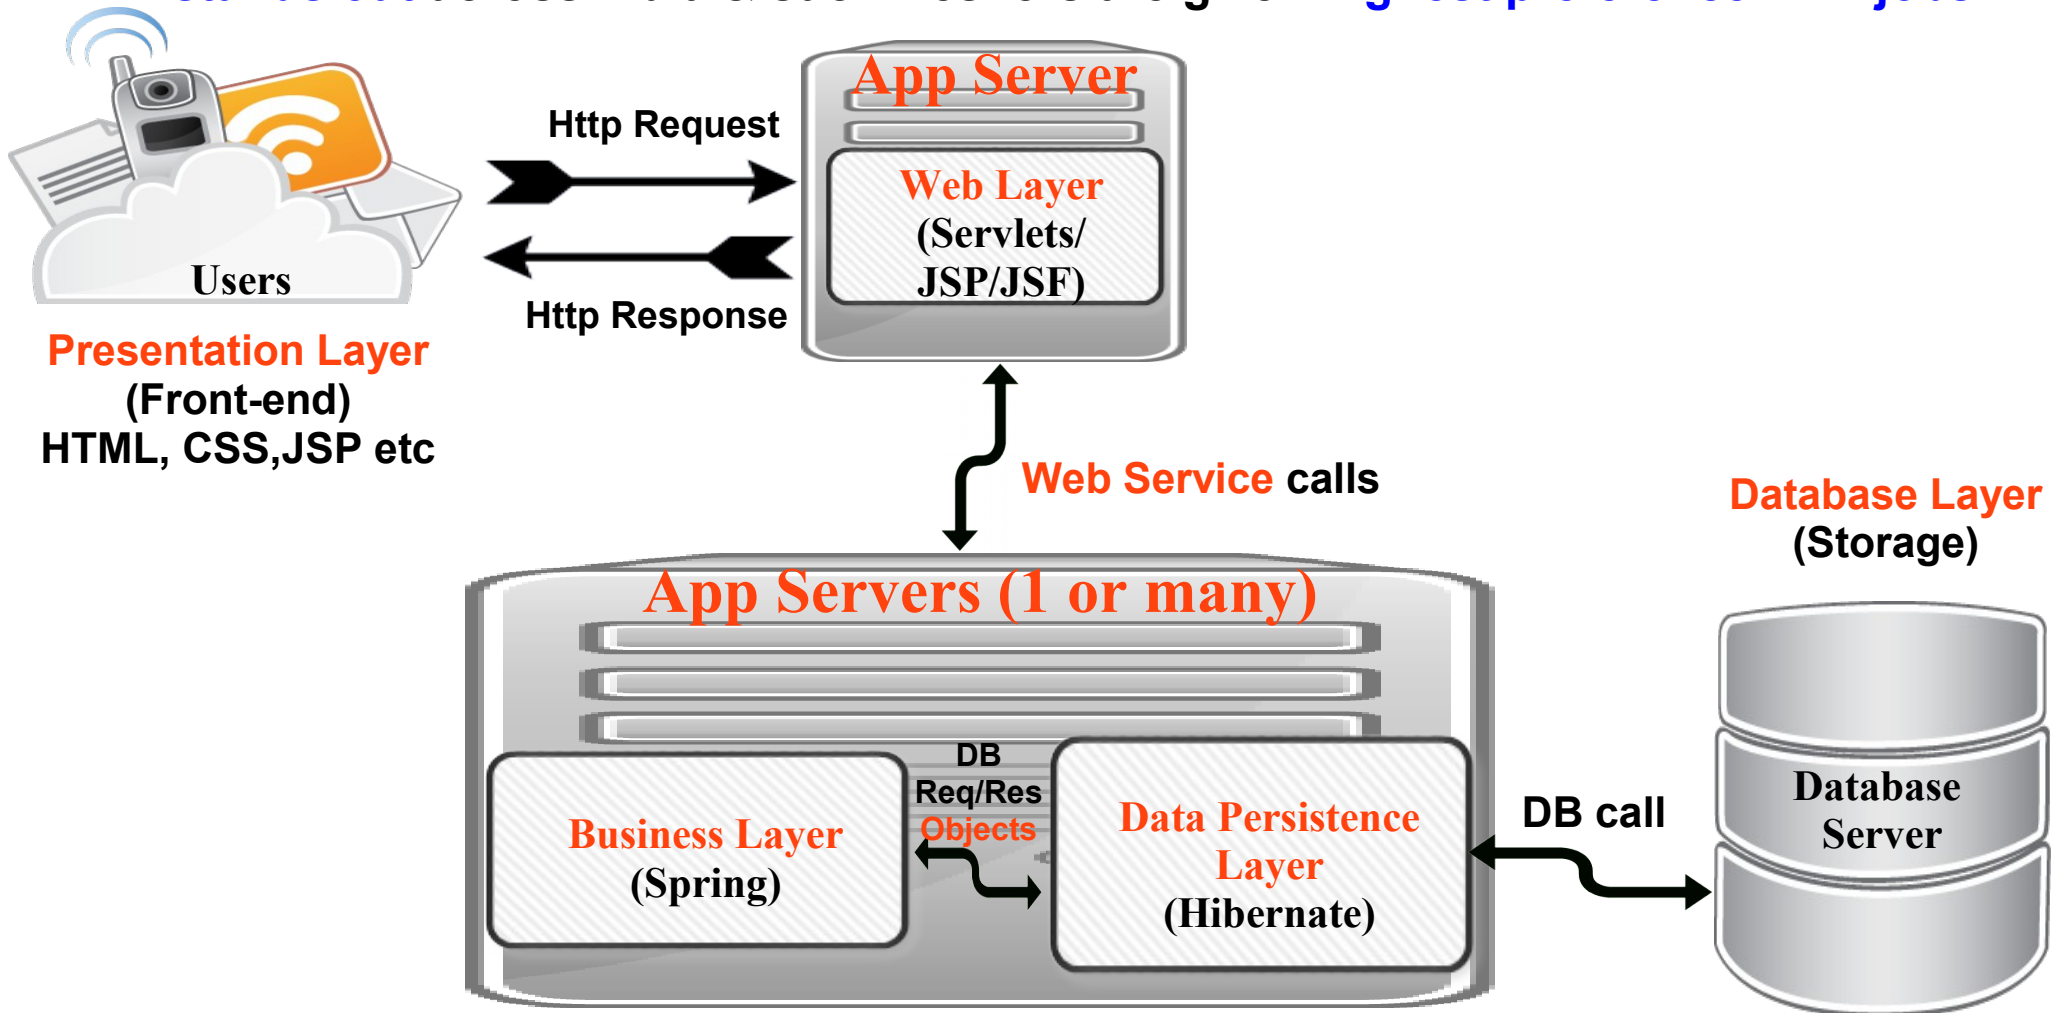 App Server
Http Request
Web Layer
(Servlets/
JSP/JSF)
Users
Http Response
Presentation Layer
(Front-end)
HTML, CSS,JSP etc
Web Service calls
Database Layer
(Storage)
App Servers (1 or many)
DB
Req/Res
Objects
Business Layer
(Spring)
Data Persistence
Layer
(Hibernate)
DB call
Database
Server